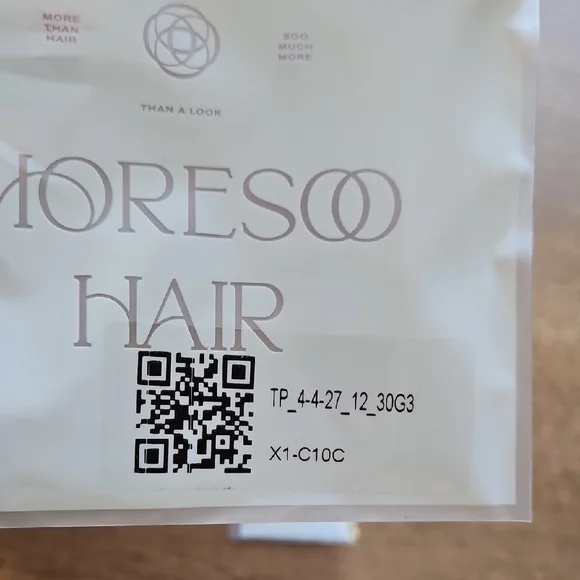 MORE
THAN
HAIR
SOO
MUCH
MORE
THAN A LOOK
MORESOO
HAIR
TP_4-4-27_12_30G3
X1-C10C